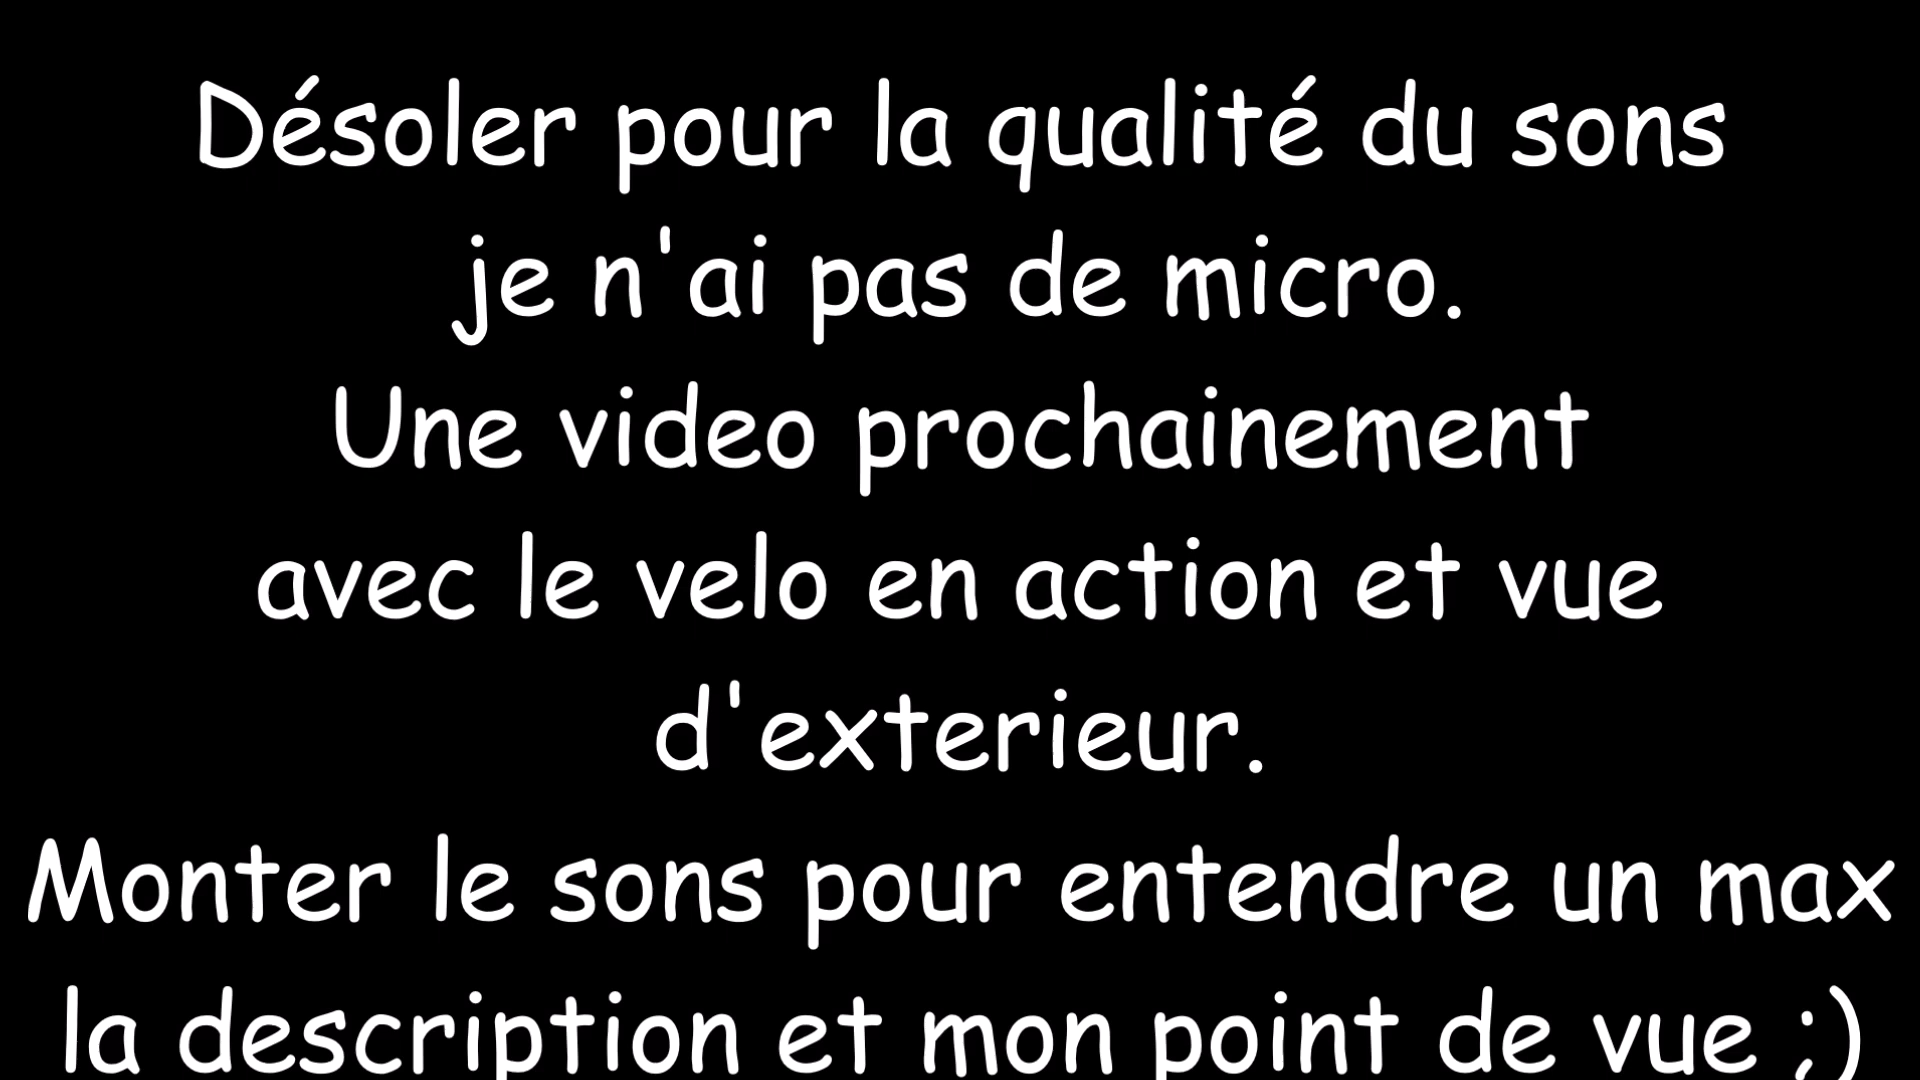 Désoler pour la qualité du sons
je n'ai pas de micro.
Une video prochainement
avec le velo en action et vue
d'exterieur.
Monter le sons pour entendre un max
la description et mon point de vue ;)